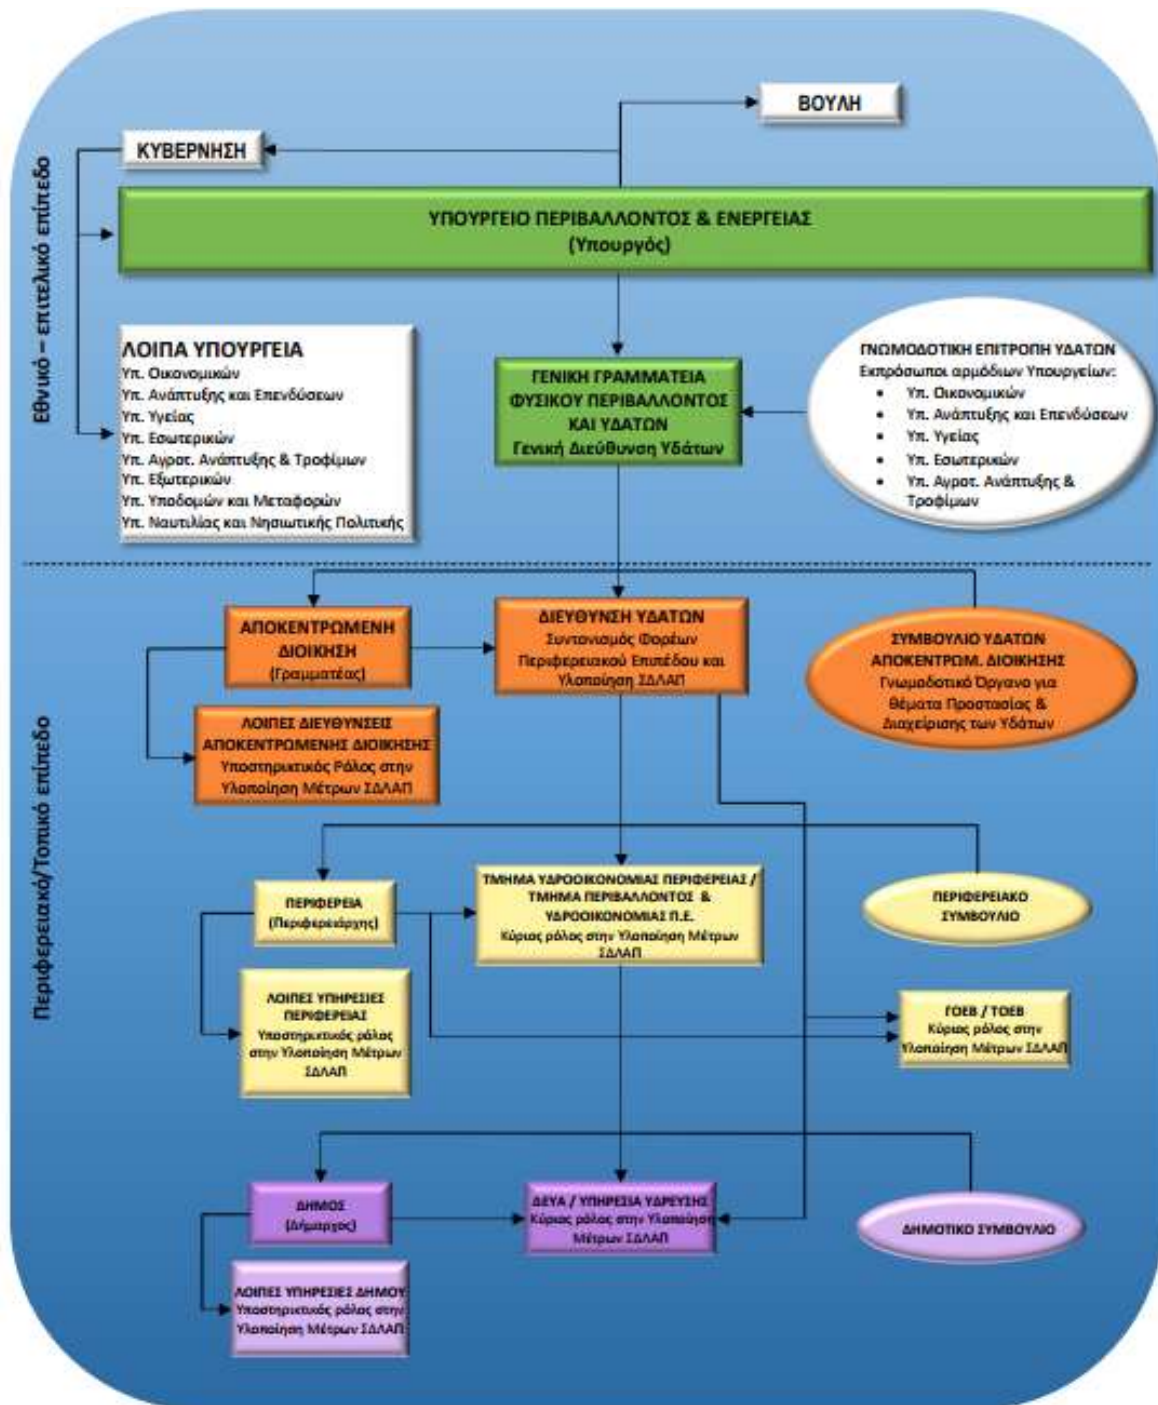 ΒΟΥΛΗ
ΚΥΒΕΡΝΗΣΗ
Εθνικό – επιτελικό επίπεδο
ΥΠΟΥΡΓΕΙΟ ΠΕΡΙΒΑΛΛΟΝΤΟΣ & ΕΝΕΡΓΕΙΑΣ
(Υπουργός)
ΛΟΙΠΑ ΥΠΟΥΡΓΕΙΑ
Υπ. Οικονομικών
Υπ. Ανάπτυξης και Επενδύσεων
Υπ. Υγείας
Υπ. Εσωτερικών
Υπ. Αγροτ. Ανάπτυξης & Τροφίμων
Υπ. Εξωτερικών
Υπ. Υποδομών και Μεταφορών
Υπ. Ναυτιλίας και Νησιωτικής Πολιτικής
ΓΕΝΙΚΗ ΓΡΑΜΜΑΤΕΙΑ
ΦΥΣΙΚΟΥ ΠΕΡΙΒΑΛΛΟΝΤΟΣ
ΚΑΙ ΥΔΑΤΩΝ
Γενική Διεύθυνση Υδάτων
ΓΝΩΜΟΔΟΤΙΚΗ ΕΠΙΤΡΟΠΗ ΥΔΑΤΩΝ
Εκπρόσωποι αρμόδιων Υπουργείων:
• Υπ. Οικονομικών
• Υπ. Ανάπτυξης και Επενδύσεων
• Υπ. Υγείας
• Υπ. Εσωτερικών
• Υπ. Αγροτ. Ανάπτυξης &
Τροφίμων
Περιφερειακό/Τοπικό επίπεδο
ΑΠΟΚΕΝΤΡΩΜΕΝΗ
ΔΙΟΙΚΗΣΗ
(Γραμματέας)
ΔΙΕΥΘΥΝΣΗ ΥΔΑΤΩΝ
Συντονισμός Φορέων
Περιφερειακού Επιπέδου και
Υλοποίηση ΣΔΛΑΠ
ΣΥΜΒΟΥΛΙΟ ΥΔΑΤΩΝ
ΑΠΟΚΕΝΤΡΩΜ. ΔΙΟΙΚΗΣΗΣ
Γνωμοδοτικό Όργανο για
θέματα Προστασίας &
Διαχείρισης των Υδάτων
ΛΟΙΠΕΣ ΔΙΕΥΘΥΝΣΕΙΣ
ΑΠΟΚΕΝΤΡΩΜΕΝΗΣ ΔΙΟΙΚΗΣΗΣ
Υποστηρικτικός Ρόλος στην
Υλοποίηση Μέτρων ΣΔΛΑΠ
ΠΕΡΙΦΕΡΕΙΑ
(Περιφερειάρχης)
ΤΜΗΜΑ ΥΔΡΟΟΙΚΟΝΟΜΙΑΣ ΠΕΡΙΦΕΡΕΙΑΣ /
ΤΜΗΜΑ ΠΕΡΙΒΑΛΛΟΝΤΟΣ &
ΥΔΡΟΟΙΚΟΝΟΜΙΑΣ Π.Ε.
Κύριος ρόλος στην Υλοποίηση Μέτρων
ΣΔΛΑΠ
ΠΕΡΙΦΕΡΕΙΑΚΟ
ΣΥΜΒΟΥΛΙΟ
ΛΟΙΠΕΣ ΥΠΗΡΕΣΙΕΣ
ΠΕΡΙΦΕΡΕΙΑΣ
Υποστηρικτικός ρόλος
στην Υλοποίηση Μέτρων
ΣΔΛΑΠ
ΓΟΕΒ / ΤΟΕΒ
Κύριος ρόλος στην
Υλοποίηση Μέτρων ΣΔΛΑΠ
ΔΗΜΟΣ
(Δήμαρχος)
ΔΕΥΑ / ΥΠΗΡΕΣΙΑ ΥΔΡΕΥΣΗΣ
Κύριος ρόλος στην Υλοποίηση
Μέτρων ΣΔΛΑΠ
ΔΗΜΟΤΙΚΟ ΣΥΜΒΟΥΛΙΟ
ΛΟΙΠΕΣ ΥΠΗΡΕΣΙΕΣ ΔΗΜΟΥ
Υποστηρικτικός ρόλος στην
Υλοποίηση Μέτρων ΣΔΛΑΠ